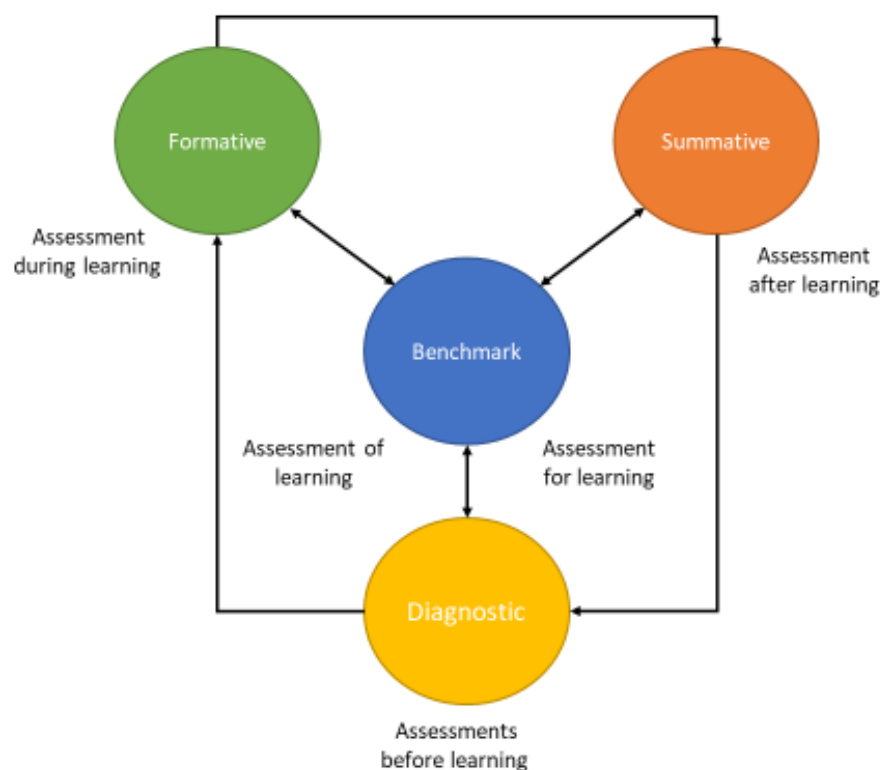 Formative
Summative
Assessment
during learning
Assessment
after learning
Benchmark
Assessment of
learning
Assessment
for learning
Diagnostic
Assessments
before learning